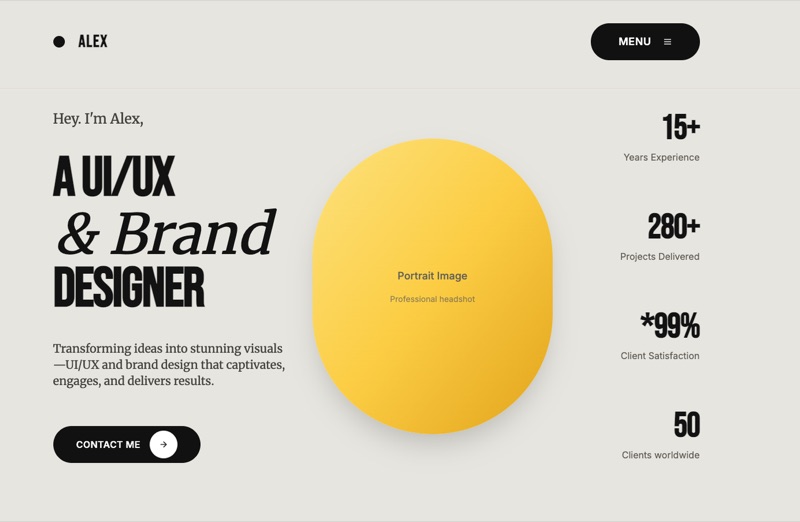 ALEX
MENU
Hey. I'm Alex,
A UI/UX
& Brand
DESIGNER
Transforming ideas into stunning visuals
—UI/UX and brand design that captivates,
engages, and delivers results.
CONTACT ME
Portrait Image
Professional headshot
15+
Years Experience
280+
Projects Delivered
*99%
Client Satisfaction
50
Clients worldwide